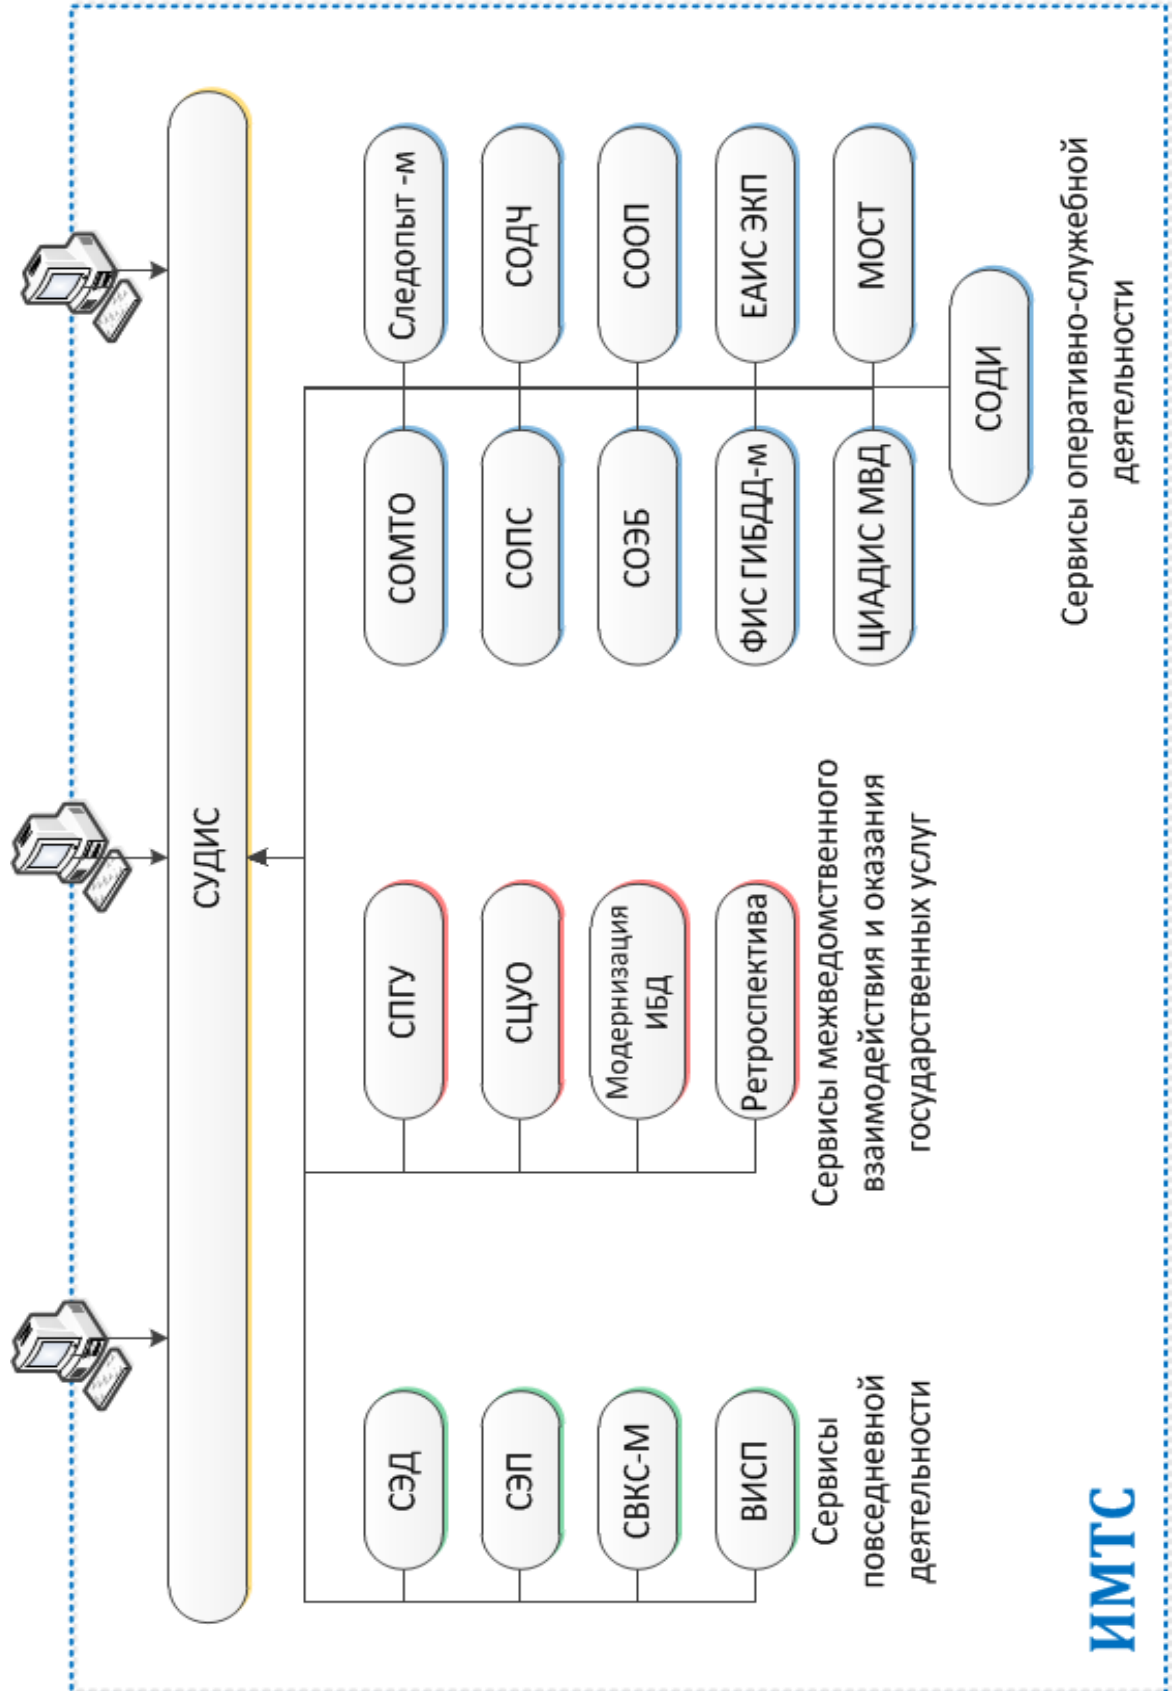 СУДИС
СЭД
СЭП
СВКС-М
ВИСП
Сервисы
повседневной
деятельности
СПГУ
СЦУО
Модернизация
ИБД
Ретроспектива
Сервисы межведомственного
взаимодействия и оказания
государственных услуг
СОМТО
Следопыт -м
СОПС
СОДЧ
СОЭБ
СООП
ФИС ГИБДД-м
ЕАИС ЭКП
ЦИАДИС МВД
МОСТ
СОДИ
Сервисы оперативно-служебной
деятельности
ИМТС